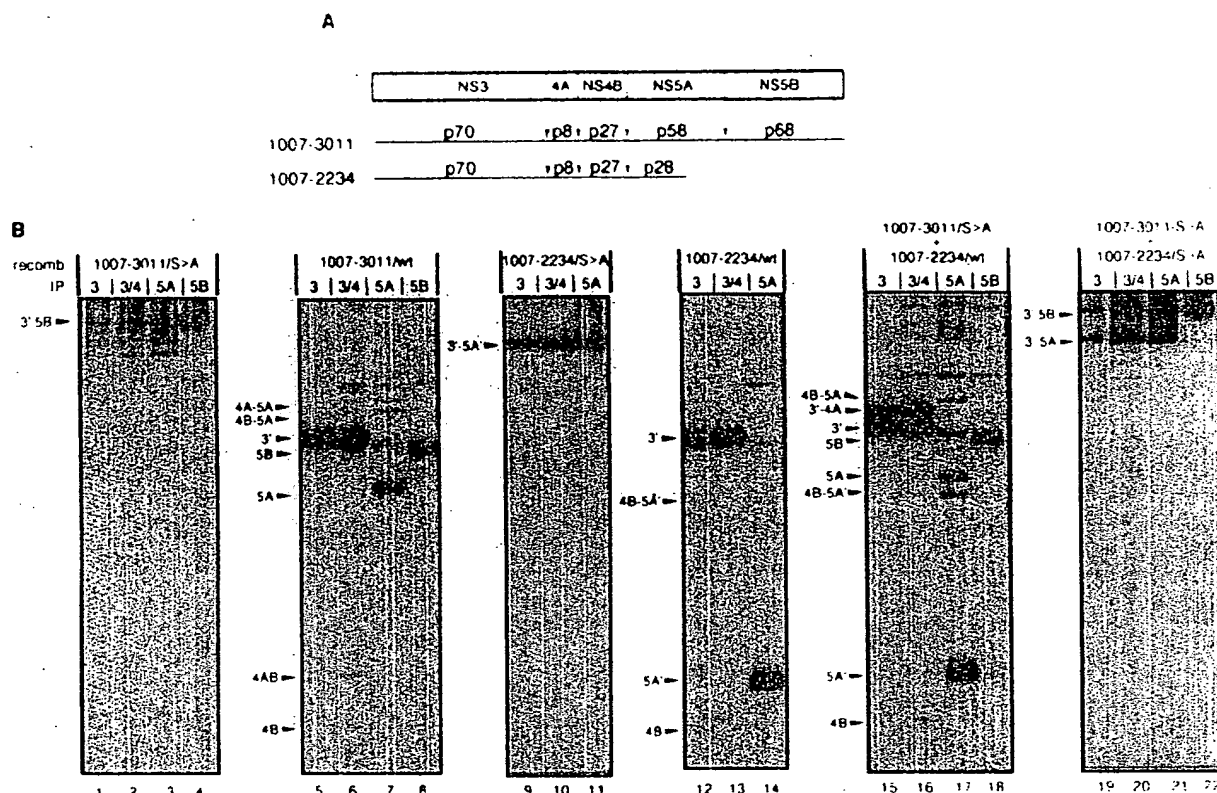 A
NS3 4A NS4B NS5A NS5B
1007-3011 p70 p8 p27 p58 p68
1007-2234 p70 p8 p27 p28
B
recomb
IP
1007-3011/S>A
3 3/4 5A 5B
3'-5B
1 2 3 4
1007-3011/wt
3 3/4 5A 5B
4A-5A
4B-5A
3'
5B
5A
4AB
4B
5 6 7 8
1007-2234/S>A
3 3/4 5A
3'-5A'
9 10 11
1007-2234/wt
3 3/4 5A
3'
4B-5A'
5A'
4B
12 13 14
1007-3011/S>A
+
1007-2234/wt
3 3/4 5A 5B
4B-5A
3'-4A
3'
5B
5A
4B-5A'
5A'
4B
15 16 17 18
1007-3011/S>A
+
1007-2234/S>A
3 3/4 5A 5B
3'-5B
3'-5A
19 20 21 22